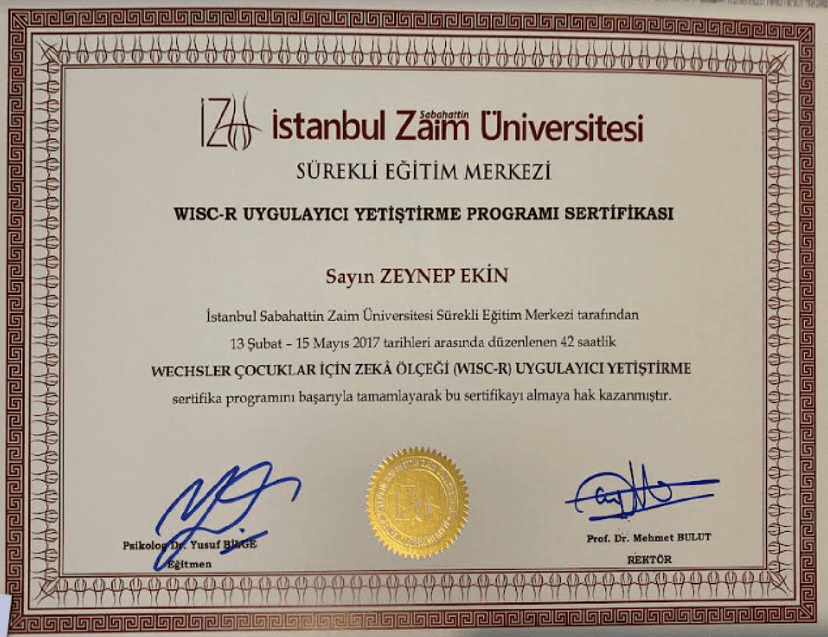 İZÜ İstanbul Sabahattin Zaim Üniversitesi
SÜREKLİ EĞİTİM MERKEZİ
WISC-R UYGULAYICI YETİŞTİRME PROGRAMI SERTİFİKASI
Sayın ZEYNEP EKİN
İstanbul Sabahattin Zaim Üniversitesi Sürekli Eğitim Merkezi tarafından
13 Şubat – 15 Mayıs 2017 tarihleri arasında düzenlenen 42 saatlik
WECHSLER ÇOCUKLAR İÇİN ZEKÂ ÖLÇEĞİ (WISC-R) UYGULAYICI YETİŞTİRME
sertifika programını başarıyla tamamlayarak bu sertifikayı almaya hak kazanmıştır.
Psikolog Dr. Yusuf BİLGE
Eğitmen
Prof. Dr. Mehmet BULUT
REKTÖR